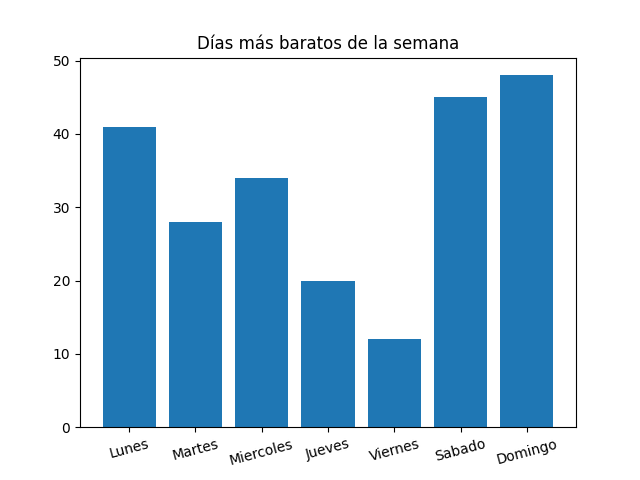 Días más baratos de la semana
50
40
30
20
10
0
Lunes
Martes
Miercoles
Jueves
Viernes
Sabado
Domingo